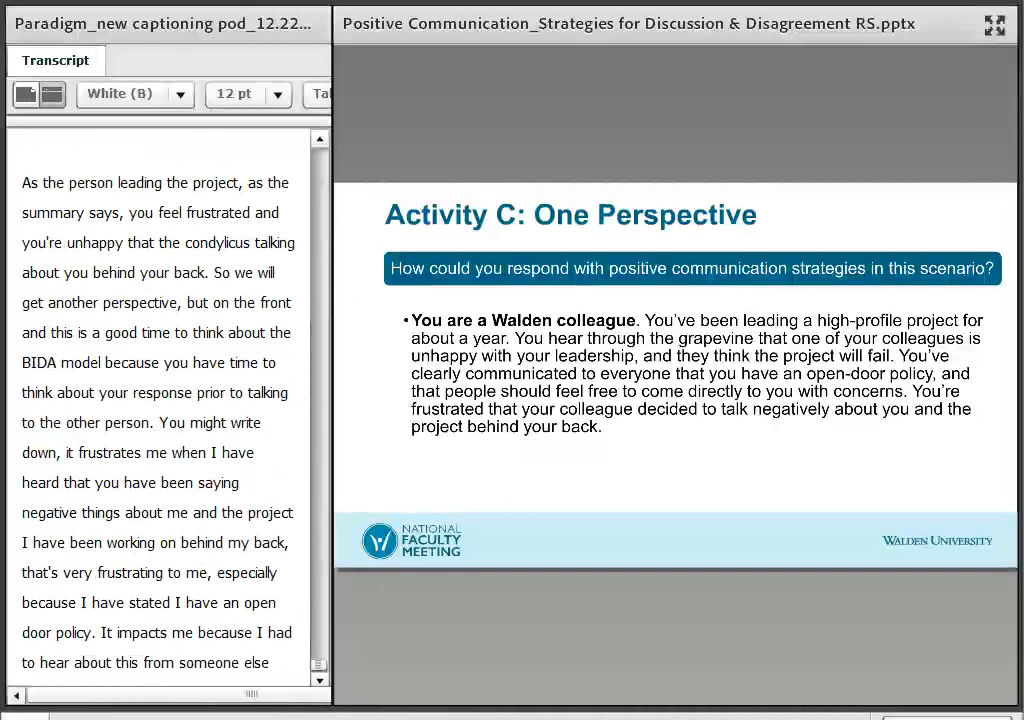 Paradigm_new captioning pod_12.22...
Transcript
White (B)
12 pt
Tal
As the person leading the project, as the
summary says, you feel frustrated and
you're unhappy that the condylicus talking
about you behind your back. So we will
get another perspective, but on the front
and this is a good time to think about the
BIDA model because you have time to
think about your response prior to talking
to the other person. You might write
down, it frustrates me when I have
heard that you have been saying
negative things about me and the project
I have been working on behind my back,
that's very frustrating to me, especially
because I have stated I have an open
door policy. It impacts me because I had
to hear about this from someone else
Positive Communication_Strategies for Discussion & Disagreement RS.pptx
Activity C: One Perspective
How could you respond with positive communication strategies in this scenario?
•You are a Walden colleague. You've been leading a high-profile project for
about a year. You hear through the grapevine that one of your colleagues is
unhappy with your leadership, and they think the project will fail. You've
clearly communicated to everyone that you have an open-door policy, and
that people should feel free to come directly to you with concerns. You're
frustrated that your colleague decided to talk negatively about you and the
project behind your back.
NATIONAL
FACULTY
MEETING
WALDEN UNIVERSITY